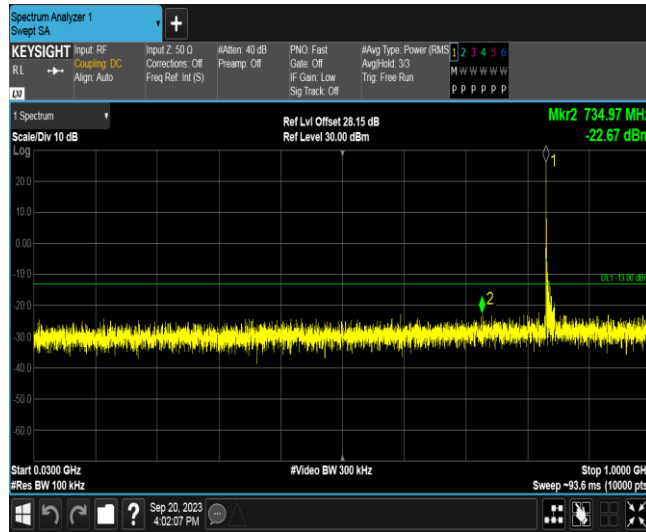 Spectrum Analyzer 1
Swept SA
+
KEYSIGHT
RL
LXI
Input: RF
Coupling: DC
Align: Auto
Input Z: 50 Ω
Corrections: Off
Freq Ref: Int (S)
#Atten: 40 dB
Preamp: Off
PNO: Fast
Gate: Off
IF Gain: Low
Sig Track: Off
#Avg Type: Power (RMS
Avg|Hold: 3/3
Trig: Free Run
1 2 3 4 5 6
M W W W W W
P P P P P P
1 Spectrum
Scale/Div 10 dB
Log
Ref Lvl Offset 28.15 dB
Ref Level 30.00 dBm
Mkr2 734.97 MHz
-22.67 dBm
1
20.0
10.0
0.00
-10.0
DL1 -13.00 dBm
2
-20.0
-30.0
-40.0
-50.0
-60.0
Start 0.0300 GHz
#Res BW 100 kHz
#Video BW 300 kHz
Stop 1.0000 GHz
Sweep ~93.6 ms (10000 pts
?
Sep 20, 2023
4:02:07 PM